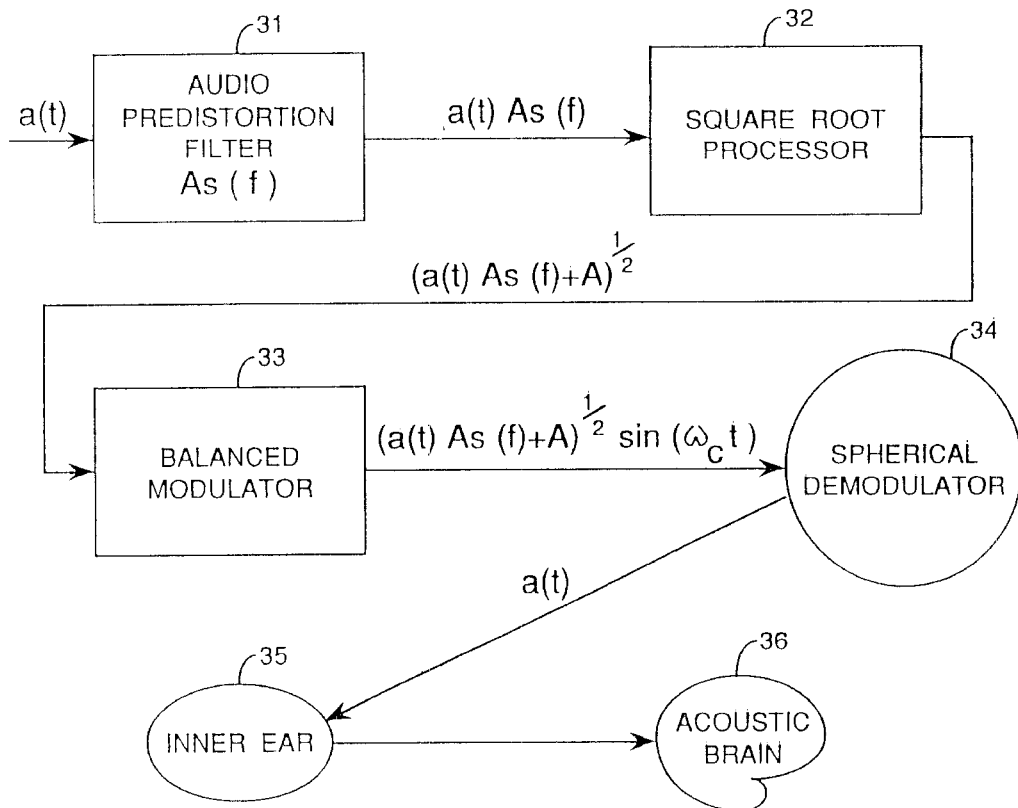 31
AUDIO
PREDISTORTION
FILTER
As ( f )
a(t)
a(t) As (f)
32
SQUARE ROOT
PROCESSOR
(a(t) As (f)+A)^1/2
33
BALANCED
MODULATOR
(a(t) As (f)+A)^1/2 sin (ω_c t)
34
SPHERICAL
DEMODULATOR
a(t)
35
INNER EAR
36
ACOUSTIC
BRAIN